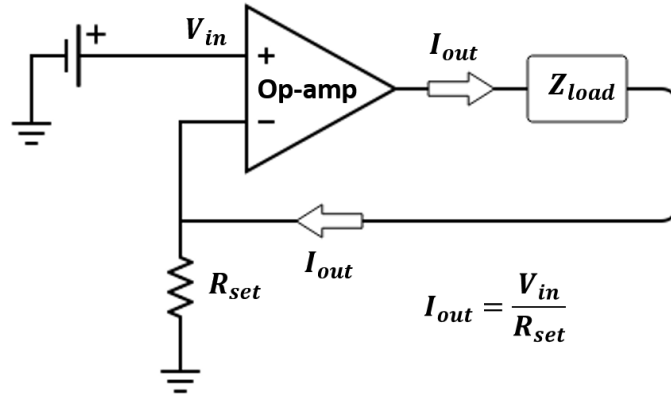 +
V_in
I_out
+
Op-amp
Z_load
−
I_out
R_set
I_out = V_in / R_set